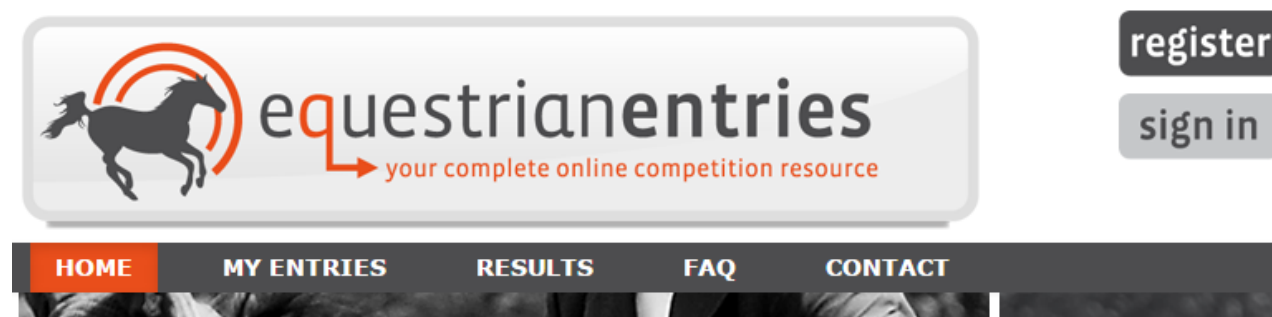 register
equestrianentries
your complete online competition resource
sign in
HOME MY ENTRIES RESULTS FAQ CONTACT